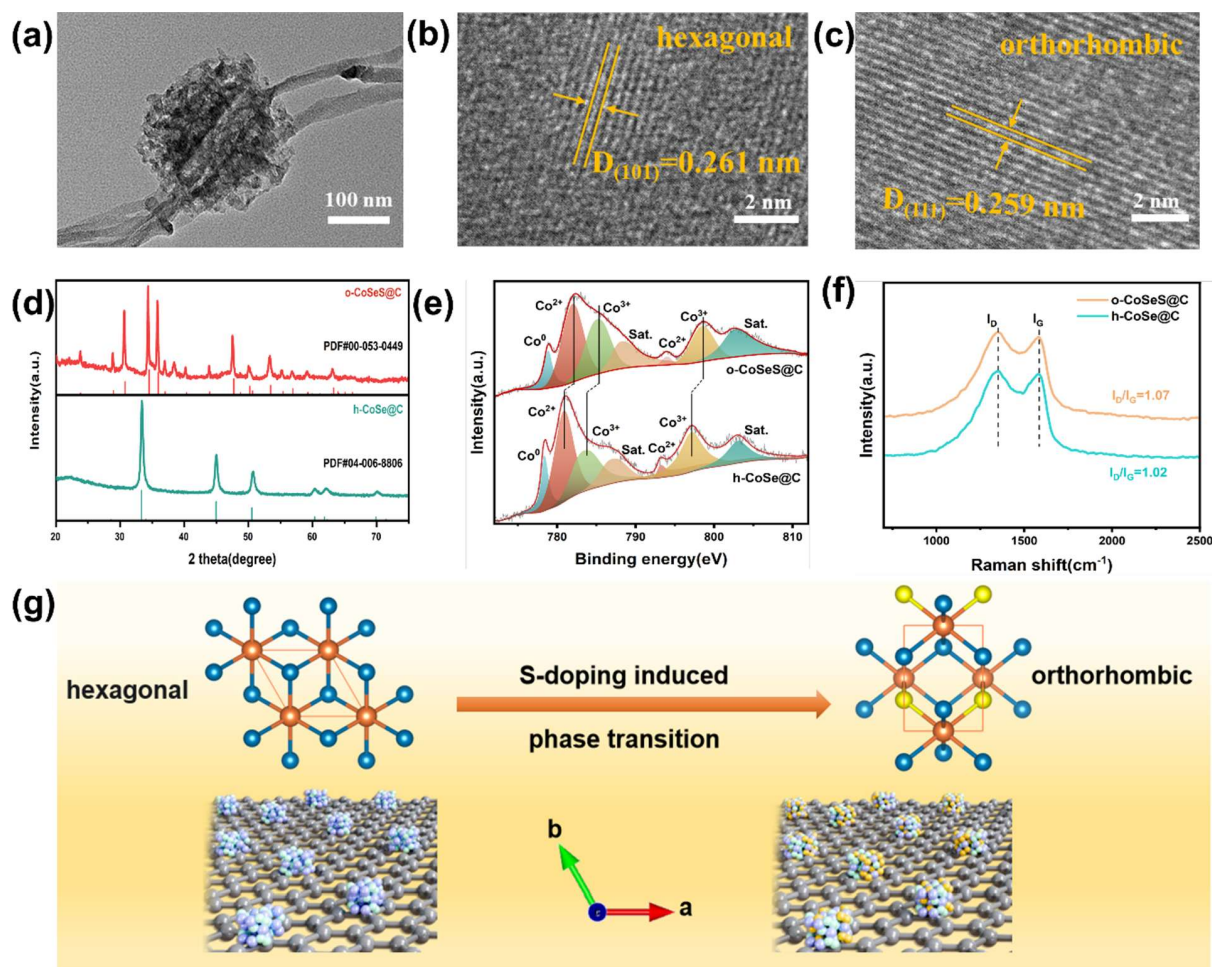 (a)
100 nm
(b)
hexagonal
D(101)=0.261 nm
2 nm
(c)
orthorhombic
D(111)=0.259 nm
2 nm
(d)
Intensity(a.u.)
o-CoSeS@C
PDF#00-053-0449
h-CoSe@C
PDF#04-006-8806
20 30 40 50 60 70
2 theta(degree)
(e)
Intensity(a.u.)
Co0
Co2+
Co3+
Sat.
Co2+
Co3+
Sat.
o-CoSeS@C
Co0
Co2+
Co3+
Sat.
Co2+
Co3+
Sat.
h-CoSe@C
780 785 790 795 800 810
Binding energy(eV)
(f)
Intensity(a.u.)
o-CoSeS@C
h-CoSe@C
ID
IG
ID/IG=1.07
ID/IG=1.02
1000 1500 2000 2500
Raman shift(cm-1)
(g)
hexagonal
S-doping induced
phase transition
orthorhombic
b
c
a